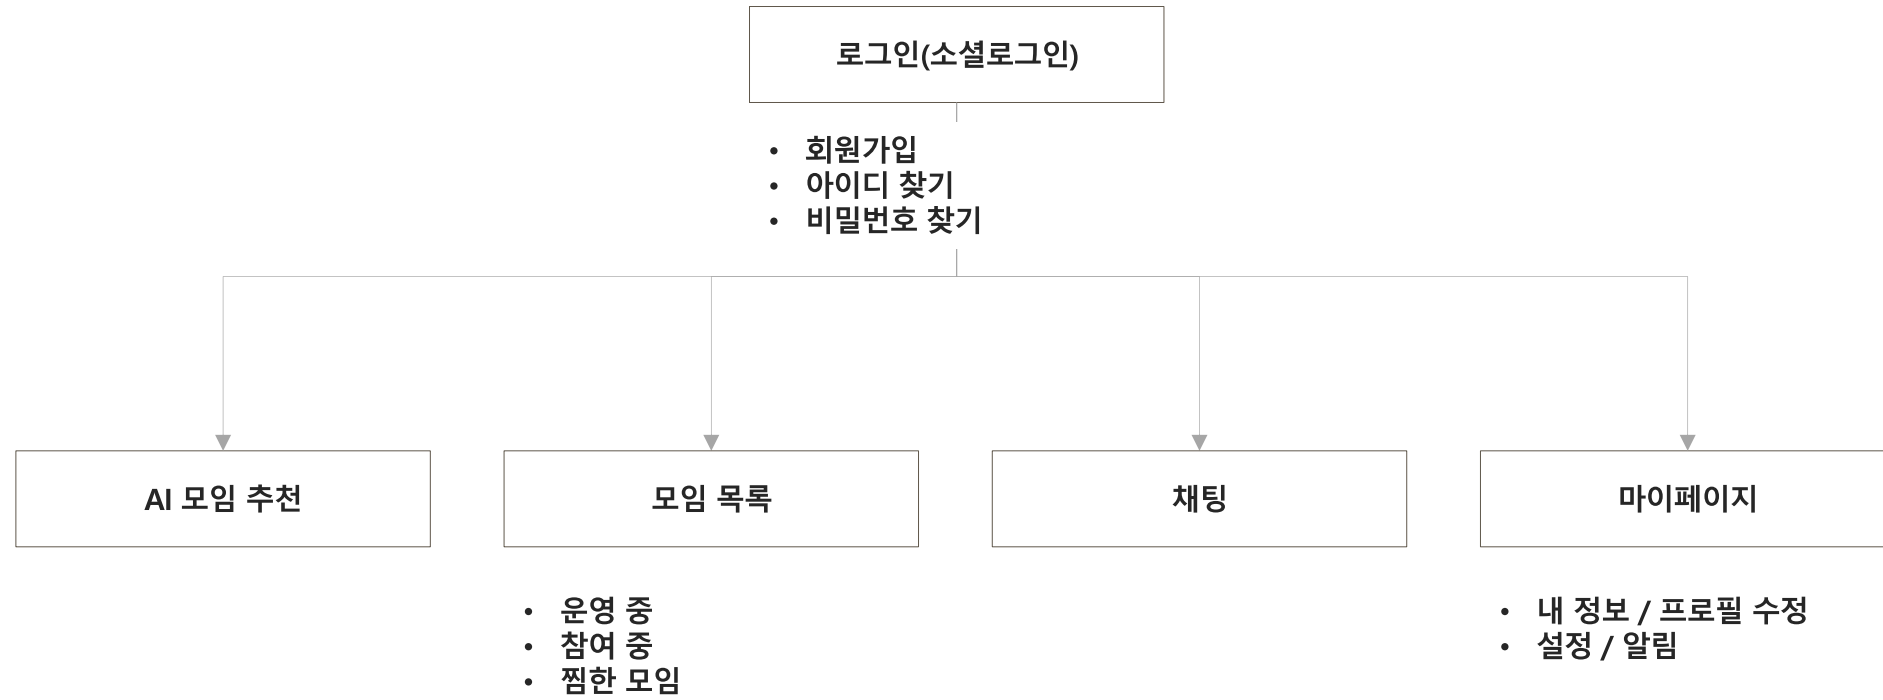 로그인(소셜로그인)
• 회원가입
• 아이디 찾기
• 비밀번호 찾기
AI 모임 추천
모임 목록
채팅
마이페이지
• 운영 중
• 참여 중
• 찜한 모임
• 내 정보 / 프로필 수정
• 설정 / 알림